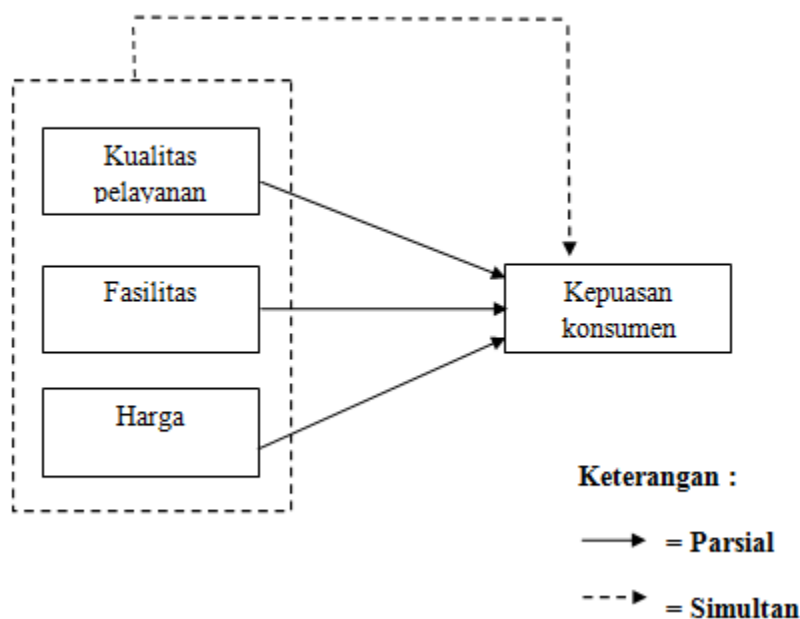 Kualitas
pelayanan
Fasilitas
Harga
Kepuasan
konsumen
Keterangan :
= Parsial
= Simultan